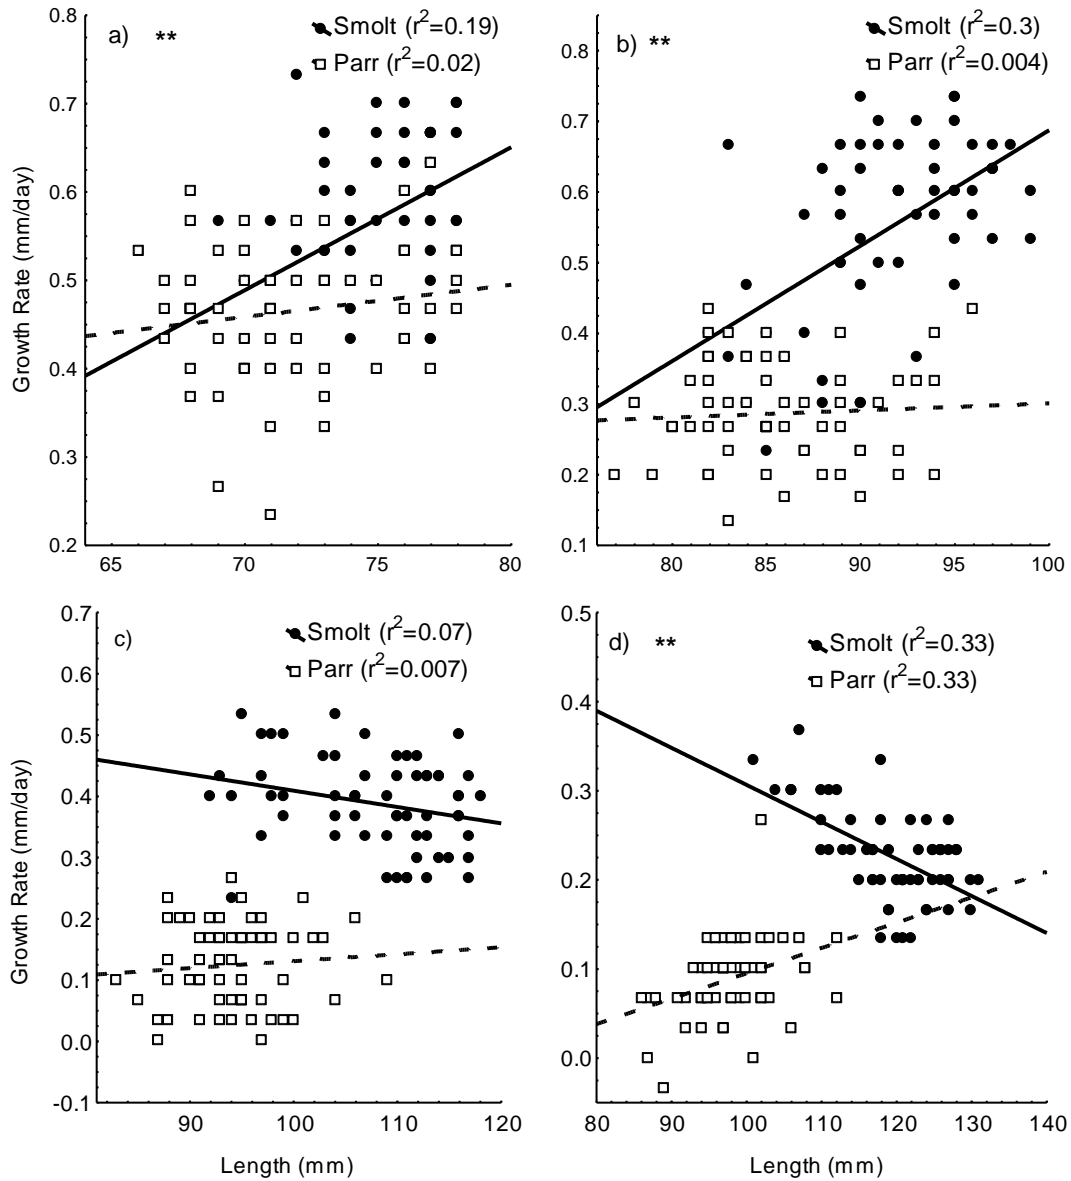 a) **
Smolt (r²=0.19)
Parr (r²=0.02)
0.8
0.7
0.6
0.5
0.4
0.3
0.2
65 70 75 80
Growth Rate (mm/day)
b) **
Smolt (r²=0.3)
Parr (r²=0.004)
0.8
0.7
0.6
0.5
0.4
0.3
0.2
0.1
80 85 90 95 100
c)
Smolt (r²=0.07)
Parr (r²=0.007)
0.7
0.6
0.5
0.4
0.3
0.2
0.1
0.0
-0.1
90 100 110 120
Growth Rate (mm/day)
Length (mm)
d) **
Smolt (r²=0.33)
Parr (r²=0.33)
0.5
0.4
0.3
0.2
0.1
0.0
80 90 100 110 120 130 140
Length (mm)